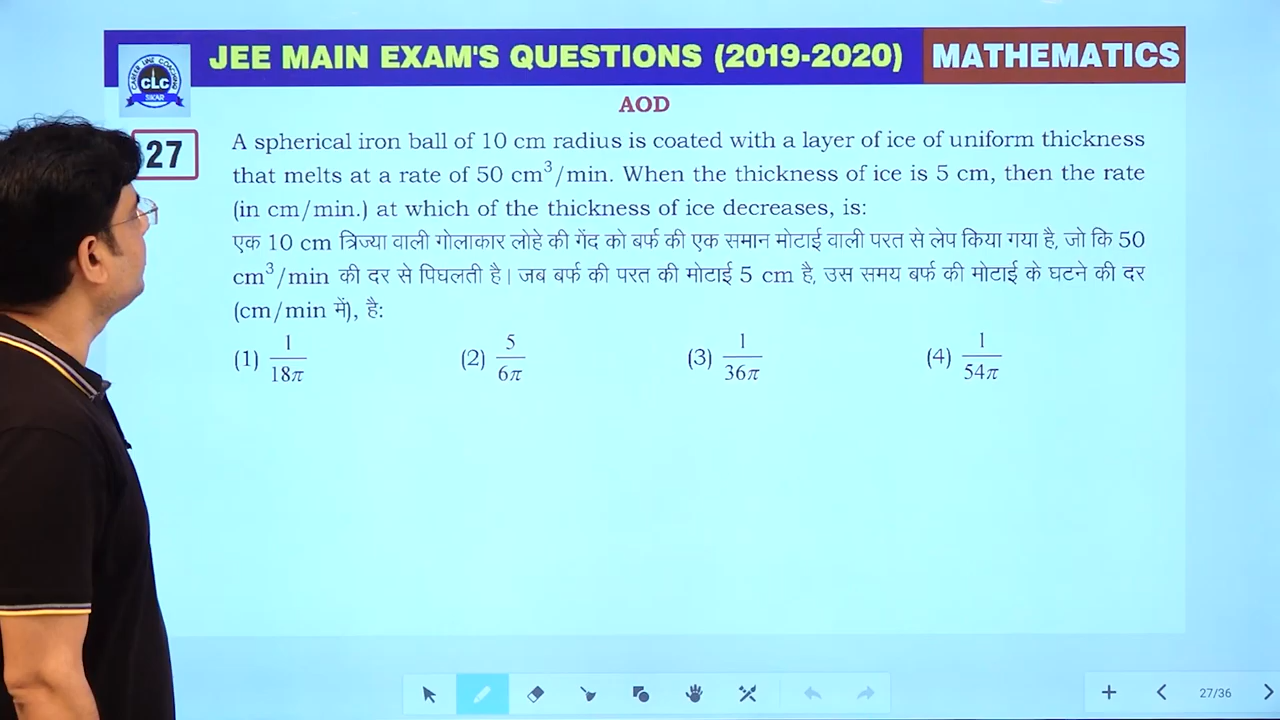 JEE MAIN EXAM'S QUESTIONS (2019-2020)
MATHEMATICS
CLC
SIKAR
AOD
27
A spherical iron ball of 10 cm radius is coated with a layer of ice of uniform thickness
that melts at a rate of 50 cm³/min. When the thickness of ice is 5 cm, then the rate
(in cm/min.) at which of the thickness of ice decreases, is:
एक 10 cm त्रिज्या वाली गोलाकार लोहे की गेंद को बर्फ की एक समान मोटाई वाली परत से लेप किया गया है, जो कि 50
cm³/min की दर से पिघलती है। जब बर्फ की परत की मोटाई 5 cm है, उस समय बर्फ की मोटाई के घटने की दर
(cm/min में), है:
(1) 1/18π (2) 5/6π (3) 1/36π (4) 1/54π
27/36